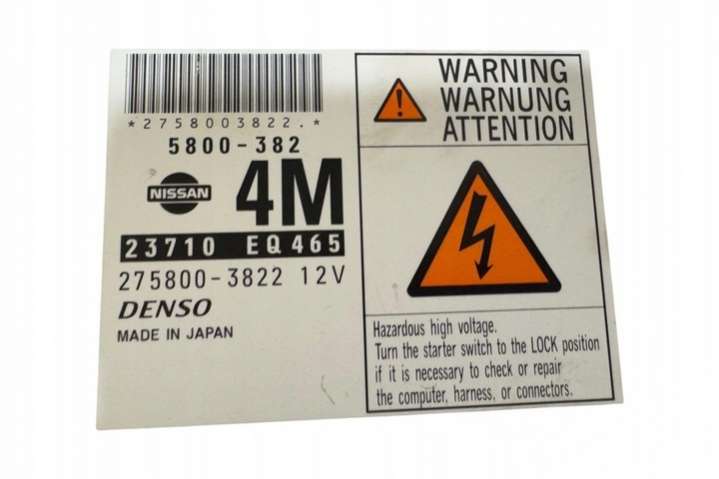 *2758003822.*
5800-382
NISSAN
4M
23710 EQ465
275800-3822 12V
DENSO
MADE IN JAPAN
!
WARNING
WARNUNG
ATTENTION
Hazardous high voltage.
Turn the starter switch to the LOCK position
if it is necessary to check or repair
the computer, harness, or connectors.